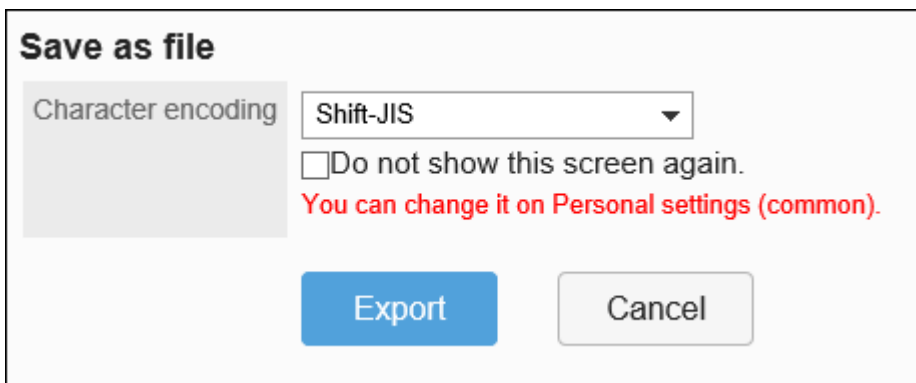 Save as file
Character encoding
Shift-JIS
Do not show this screen again.
You can change it on Personal settings (common).
Export
Cancel